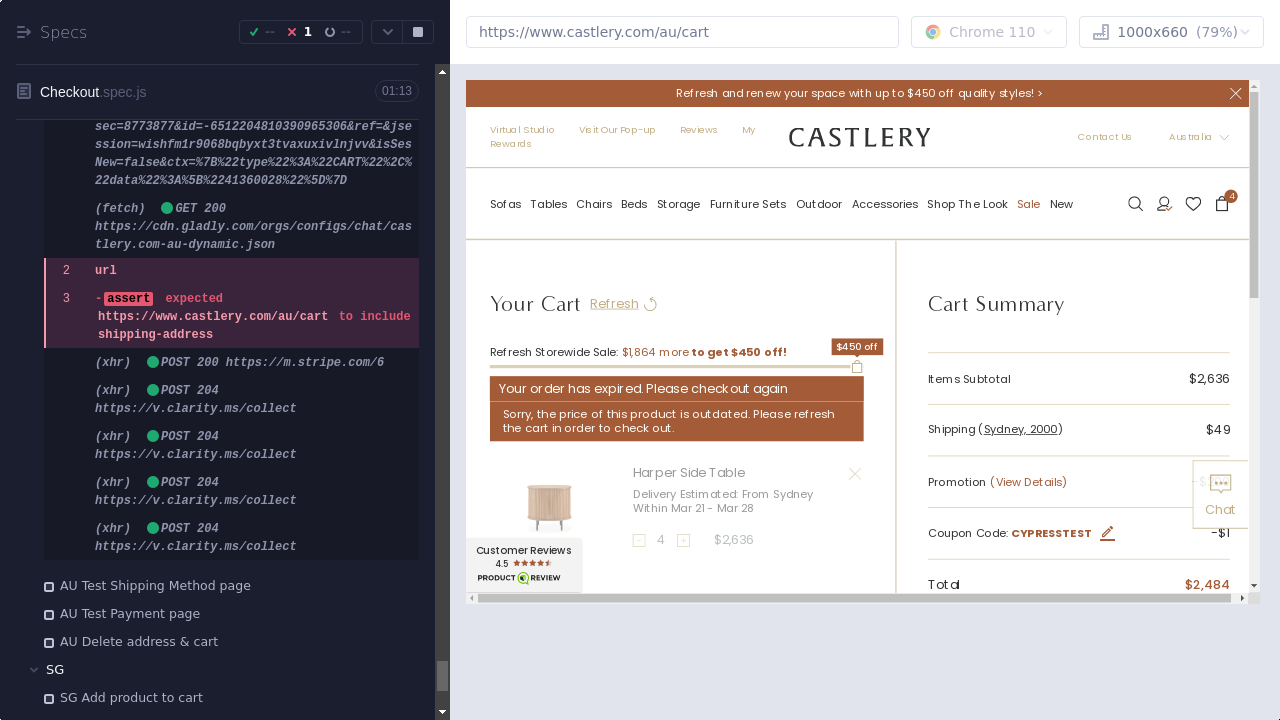 Specs
--
1
--
https://www.castlery.com/au/cart
Chrome 110
1000x660 (79%)
Checkout.spec.js
01:13
sec=8773877&id=-6512204810390965306&ref=&jse
ssion=wishfm1r9068bqbyxt3tvaxuxivlnjvv&isSes
New=false&ctx=%7B%22type%22%3A%22CART%22%2C%
22data%22%3A%5B%2241360028%22%5D%7D
(fetch) GET 200
https://cdn.gladly.com/orgs/configs/chat/cas
tlery.com-au-dynamic.json
2 url
3 -assert expected
https://www.castlery.com/au/cart to include
shipping-address
(xhr) POST 200 https://m.stripe.com/6
(xhr) POST 204
https://v.clarity.ms/collect
(xhr) POST 204
https://v.clarity.ms/collect
(xhr) POST 204
https://v.clarity.ms/collect
(xhr) POST 204
https://v.clarity.ms/collect
AU Test Shipping Method page
AU Test Payment page
AU Delete address & cart
SG
SG Add product to cart
Refresh and renew your space with up to $450 off quality styles! >
Virtual Studio Visit Our Pop-up Reviews My
Rewards
CASTLERY
Contact Us Australia
Sofas Tables Chairs Beds Storage Furniture Sets Outdoor Accessories Shop The Look Sale New
4
Your Cart Refresh
Refresh Storewide Sale: $1,864 more to get $450 off!
$450 off
Your order has expired. Please check out again
Sorry, the price of this product is outdated. Please refresh
the cart in order to check out.
Harper Side Table
Delivery Estimated: From Sydney
Within Mar 21 - Mar 28
- 4 + $2,636
Customer Reviews
4.5
PRODUCT REVIEW
Cart Summary
Items Subtotal $2,636
Shipping (Sydney, 2000) $49
Promotion (View Details)
Chat
Coupon Code: CYPRESSTEST -$1
Total $2,484